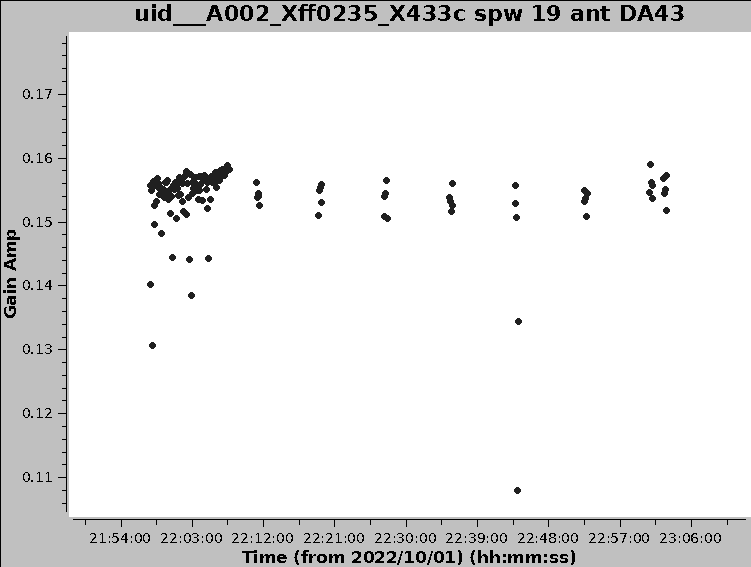 uid___A002_Xff0235_X433c spw 19 ant DA43
0.17
0.16
0.15
0.14
0.13
0.12
0.11
Gain Amp
21:54:00 22:03:00 22:12:00 22:21:00 22:30:00 22:39:00 22:48:00 22:57:00 23:06:00
Time (from 2022/10/01) (hh:mm:ss)